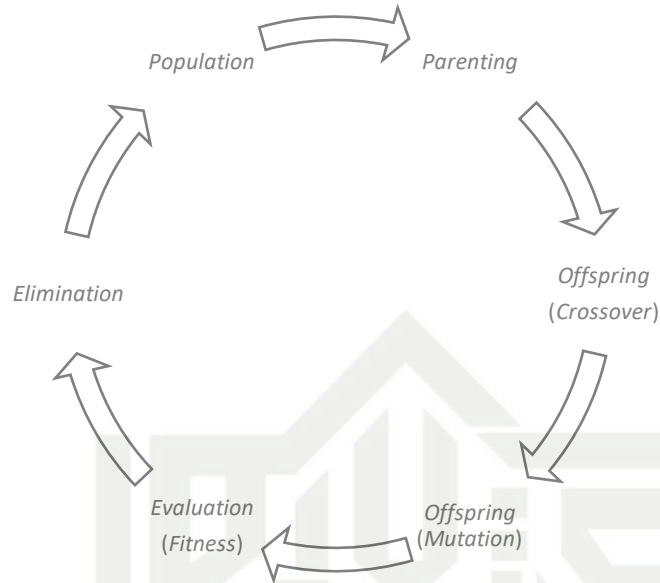 Population
Parenting
Offspring
(Crossover)
Offspring
(Mutation)
Evaluation
(Fitness)
Elimination